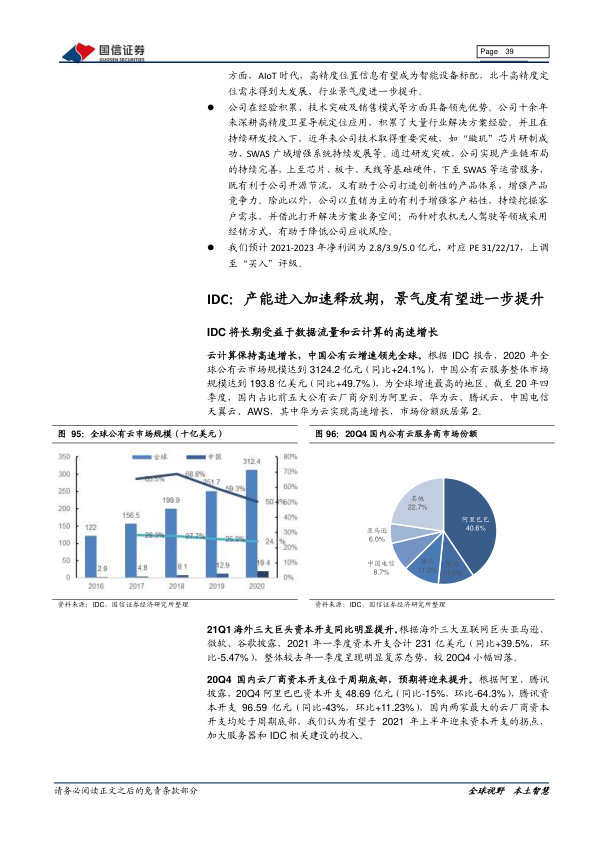 国信证券
GUOSEN SECURITIES
Page 39
方面，AIoT 时代，高精度位置信息有望成为智能设备标配，北斗高精度定
位需求得到大发展，行业景气度进一步提升。
● 公司在经验积累、技术突破及销售模式等方面具备领先优势。公司十余年
来深耕高精度卫星导航定位应用，积累了大量行业解决方案经验。并且在
持续研发投入下，近年来公司技术取得重要突破，如“璇玑”芯片研制成
功、SWAS 广域增强系统持续发展等。通过研发突破，公司实现产业链布局
的持续完善，上至芯片、板卡、天线等基础硬件，下至 SWAS 等运营服务，
既有利于公司开源节流，又有助于公司打造创新性的产品体系，增强产品
竞争力。除此以外，公司以直销为主的有利于增强客户粘性，持续挖掘客
户需求，并借此打开解决方案业务空间；而针对农机无人驾驶等领域采用
经销方式，有助于降低公司应收风险。
● 我们预计 2021-2023 年净利润为 2.8/3.9/5.0 亿元，对应 PE 31/22/17，上调
至“买入”评级。
IDC：产能进入加速释放期，景气度有望进一步提升
IDC 将长期受益于数据流量和云计算的高速增长
云计算保持高速增长，中国公有云增速领先全球。根据 IDC 报告，2020 年全
球公有云市场规模达到 3124.2 亿元（同比+24.1%），中国公有云服务整体市场
规模达到 193.8 亿美元（同比+49.7%），为全球增速最高的地区。截至 20 年四
季度，国内占比前五大公有云厂商分别为阿里云、华为云、腾讯云、中国电信
天翼云、AWS，其中华为云实现高速增长，市场份额跃居第 2。
图 95：全球公有云市场规模（十亿美元）
全球 中国
350
300
250
200
150
100
50
0
80%
70%
60%
50%
40%
30%
20%
10%
0%
122
156.5
199.9
312.4
68.8%
59.3%
28.3%
27.7%
25.9%
2.9
4.8
8.1
12.9
19.4
2016 2017 2018 2019 2020
资料来源：IDC，国信证券经济研究所整理
图 96：20Q4 国内公有云服务商市场份额
其他
22.7%
阿里巴巴
40.6%
亚马逊
6.0%
中国电信
8.7%
资料来源：IDC，国信证券经济研究所整理
21Q1 海外三大巨头资本开支同比明显提升。根据海外三大互联网巨头亚马逊、
微软、谷歌披露，2021 年一季度资本开支合计 231 亿美元（同比+39.5%，环
比-5.47%），整体较去年一季度呈现明显复苏态势，较 20Q4 小幅回落。
20Q4 国内云厂商资本开支位于周期底部，预期将迎来提升。根据阿里、腾讯
披露，20Q4 阿里巴巴资本开支 48.69 亿元（同比-15%，环比-64.3%），腾讯资
本开支 96.59 亿元（同比-43%，环比+11.23%），国内两家最大的云厂商资本
开支均处于周期底部，我们认为有望于 2021 年上半年迎来资本开支的拐点、
加大服务器和 IDC 相关建设的投入。
请务必阅读正文之后的免责条款部分
全球视野 本土智慧